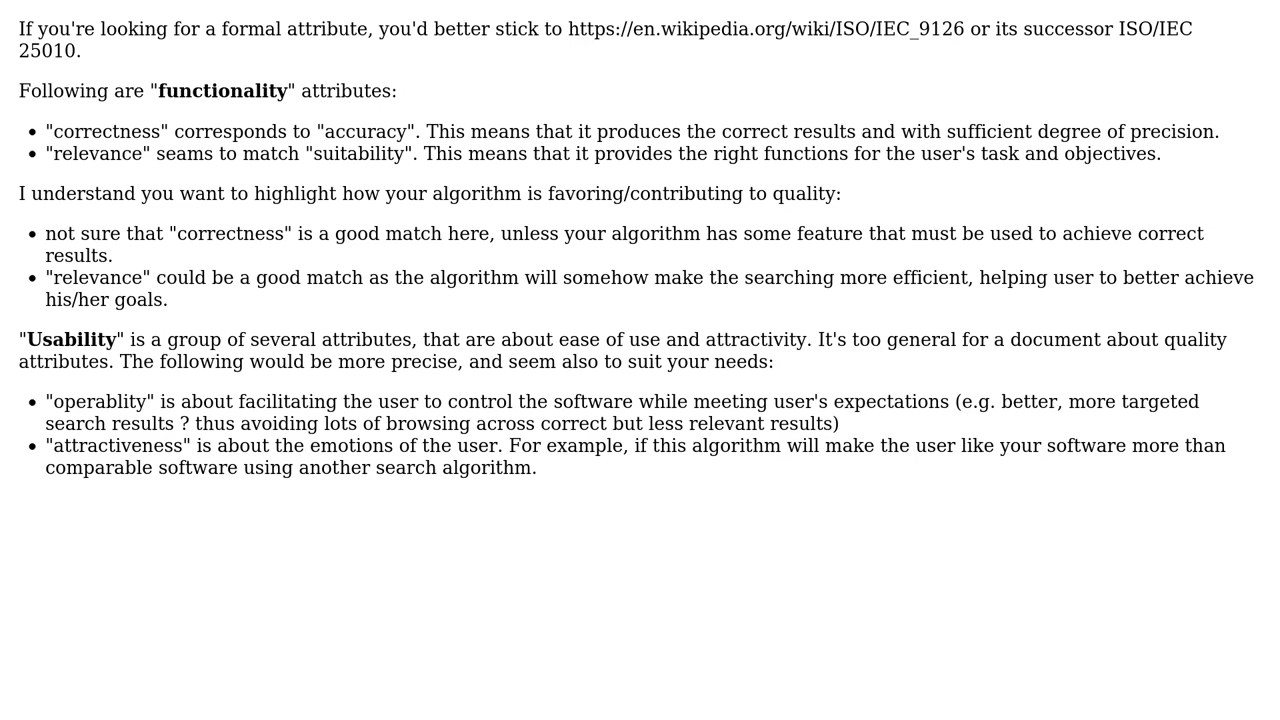 If you're looking for a formal attribute, you'd better stick to https://en.wikipedia.org/wiki/ISO/IEC_9126 or its successor ISO/IEC
25010.
Following are "functionality" attributes:
• "correctness" corresponds to "accuracy". This means that it produces the correct results and with sufficient degree of precision.
• "relevance" seams to match "suitability". This means that it provides the right functions for the user's task and objectives.
I understand you want to highlight how your algorithm is favoring/contributing to quality:
• not sure that "correctness" is a good match here, unless your algorithm has some feature that must be used to achieve correct
results.
• "relevance" could be a good match as the algorithm will somehow make the searching more efficient, helping user to better achieve
his/her goals.
"Usability" is a group of several attributes, that are about ease of use and attractivity. It's too general for a document about quality
attributes. The following would be more precise, and seem also to suit your needs:
• "operablity" is about facilitating the user to control the software while meeting user's expectations (e.g. better, more targeted
search results ? thus avoiding lots of browsing across correct but less relevant results)
• "attractiveness" is about the emotions of the user. For example, if this algorithm will make the user like your software more than
comparable software using another search algorithm.